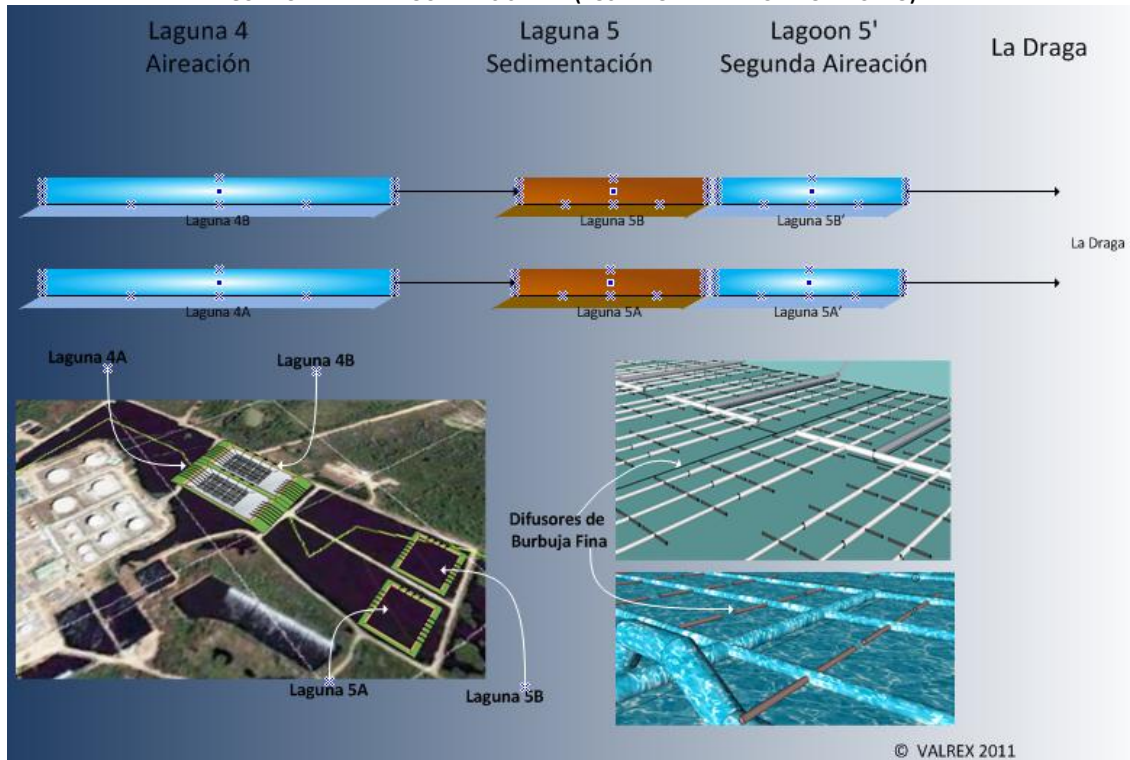 Laguna 4
Aireación
Laguna 5
Sedimentación
Lagoon 5'
Segunda Aireación
La Draga
Laguna 4B
Laguna 5B
Laguna 5B’
La Draga
Laguna 4A
Laguna 5A
Laguna 5A’
Laguna 4A
Laguna 4B
Difusores de
Burbuja Fina
Laguna 5A
Laguna 5B
© VALREX 2011